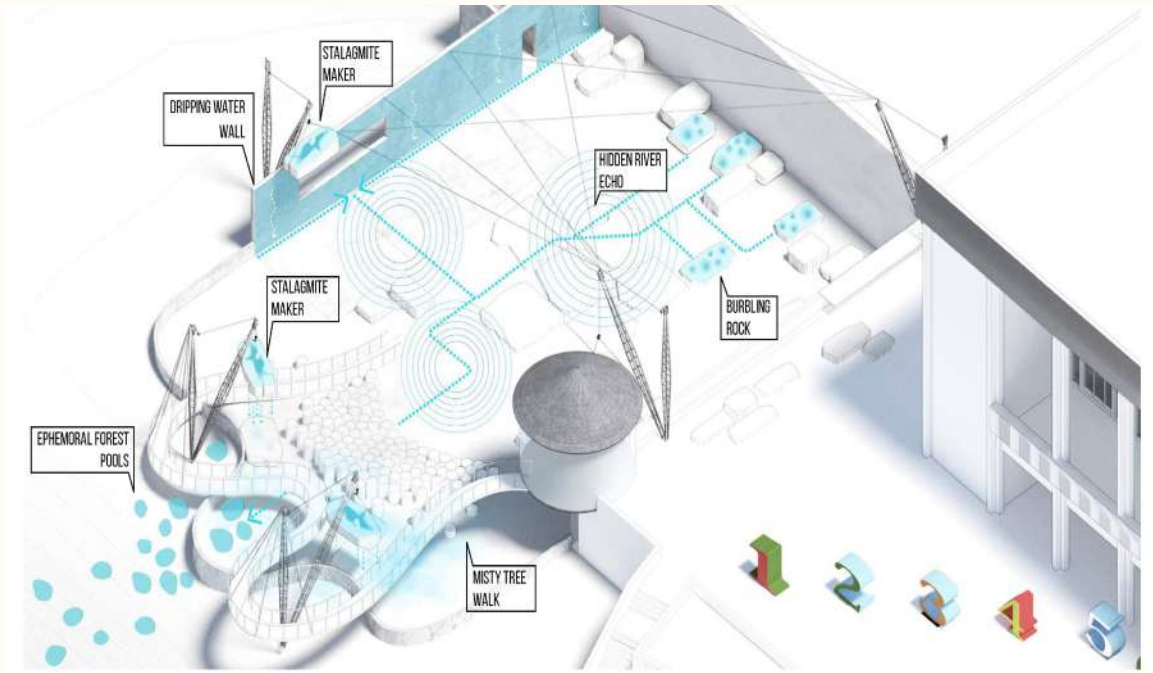 STALAGMITE
MAKER
DRIPPING WATER
WALL
HIDDEN RIVER
ECHO
STALAGMITE
MAKER
BURBLING
ROCK
EPHEMORAL FOREST
POOLS
MISTY TREE
WALK
1 2 3 4 5